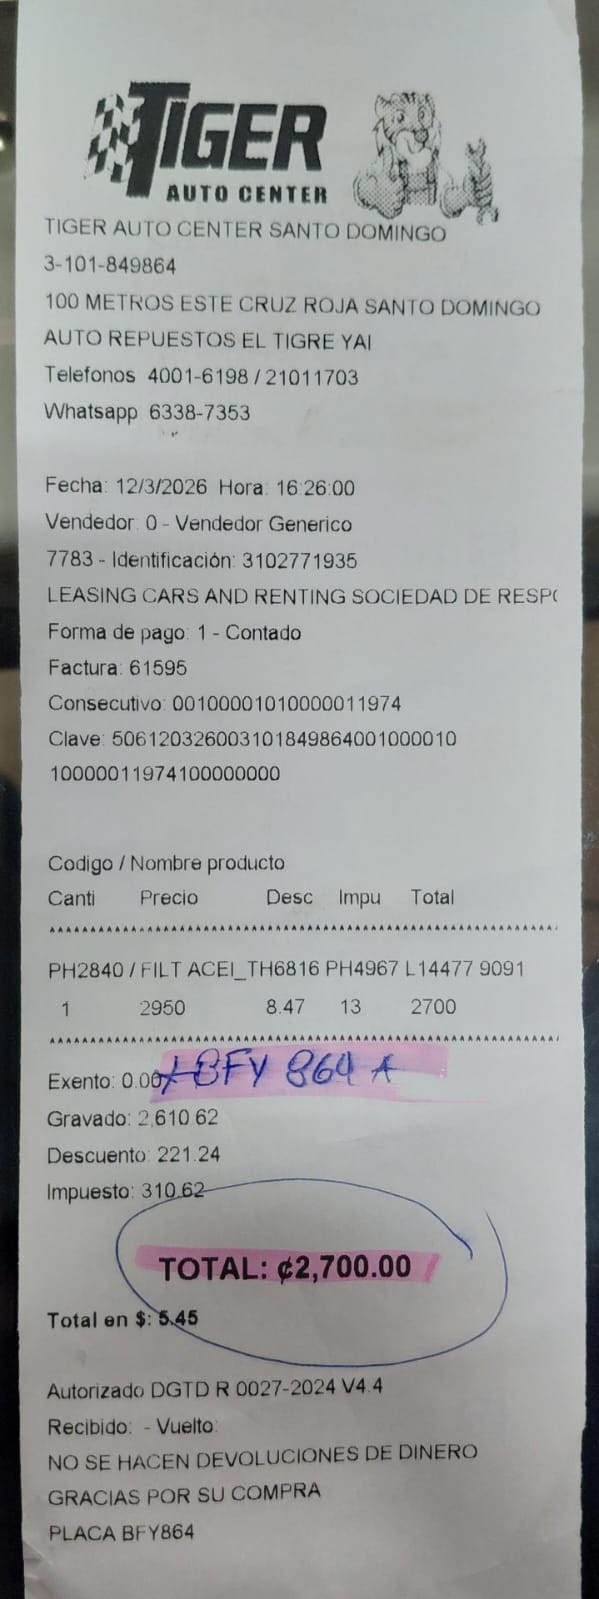 TIGER
AUTO CENTER
TIGER AUTO CENTER SANTO DOMINGO
3-101-849864
100 METROS ESTE CRUZ ROJA SANTO DOMINGO
AUTO REPUESTOS EL TIGRE YAI
Telefonos 4001-6198 / 21011703
Whatsapp 6338-7353
Fecha: 12/3/2026 Hora: 16:26:00
Vendedor: 0 - Vendedor Generico
7783 - Identificación: 3102771935
LEASING CARS AND RENTING SOCIEDAD DE RESPO
Forma de pago: 1 - Contado
Factura: 61595
Consecutivo: 00100001010000011974
Clave: 506120326003101849864001000010
10000011974100000000
Codigo / Nombre producto
Canti Precio Desc Impu Total
PH2840 / FILT ACEI_TH6816 PH4967 L14477 9091
1 2950 8.47 13 2700
Exento: 0.00 BFY 864 A
Gravado: 2,610.62
Descuento: 221.24
Impuesto: 310.62
TOTAL: ¢2,700.00
Total en $: 5.45
Autorizado DGTD R 0027-2024 V4.4
Recibido: - Vuelto:
NO SE HACEN DEVOLUCIONES DE DINERO
GRACIAS POR SU COMPRA
PLACA BFY864